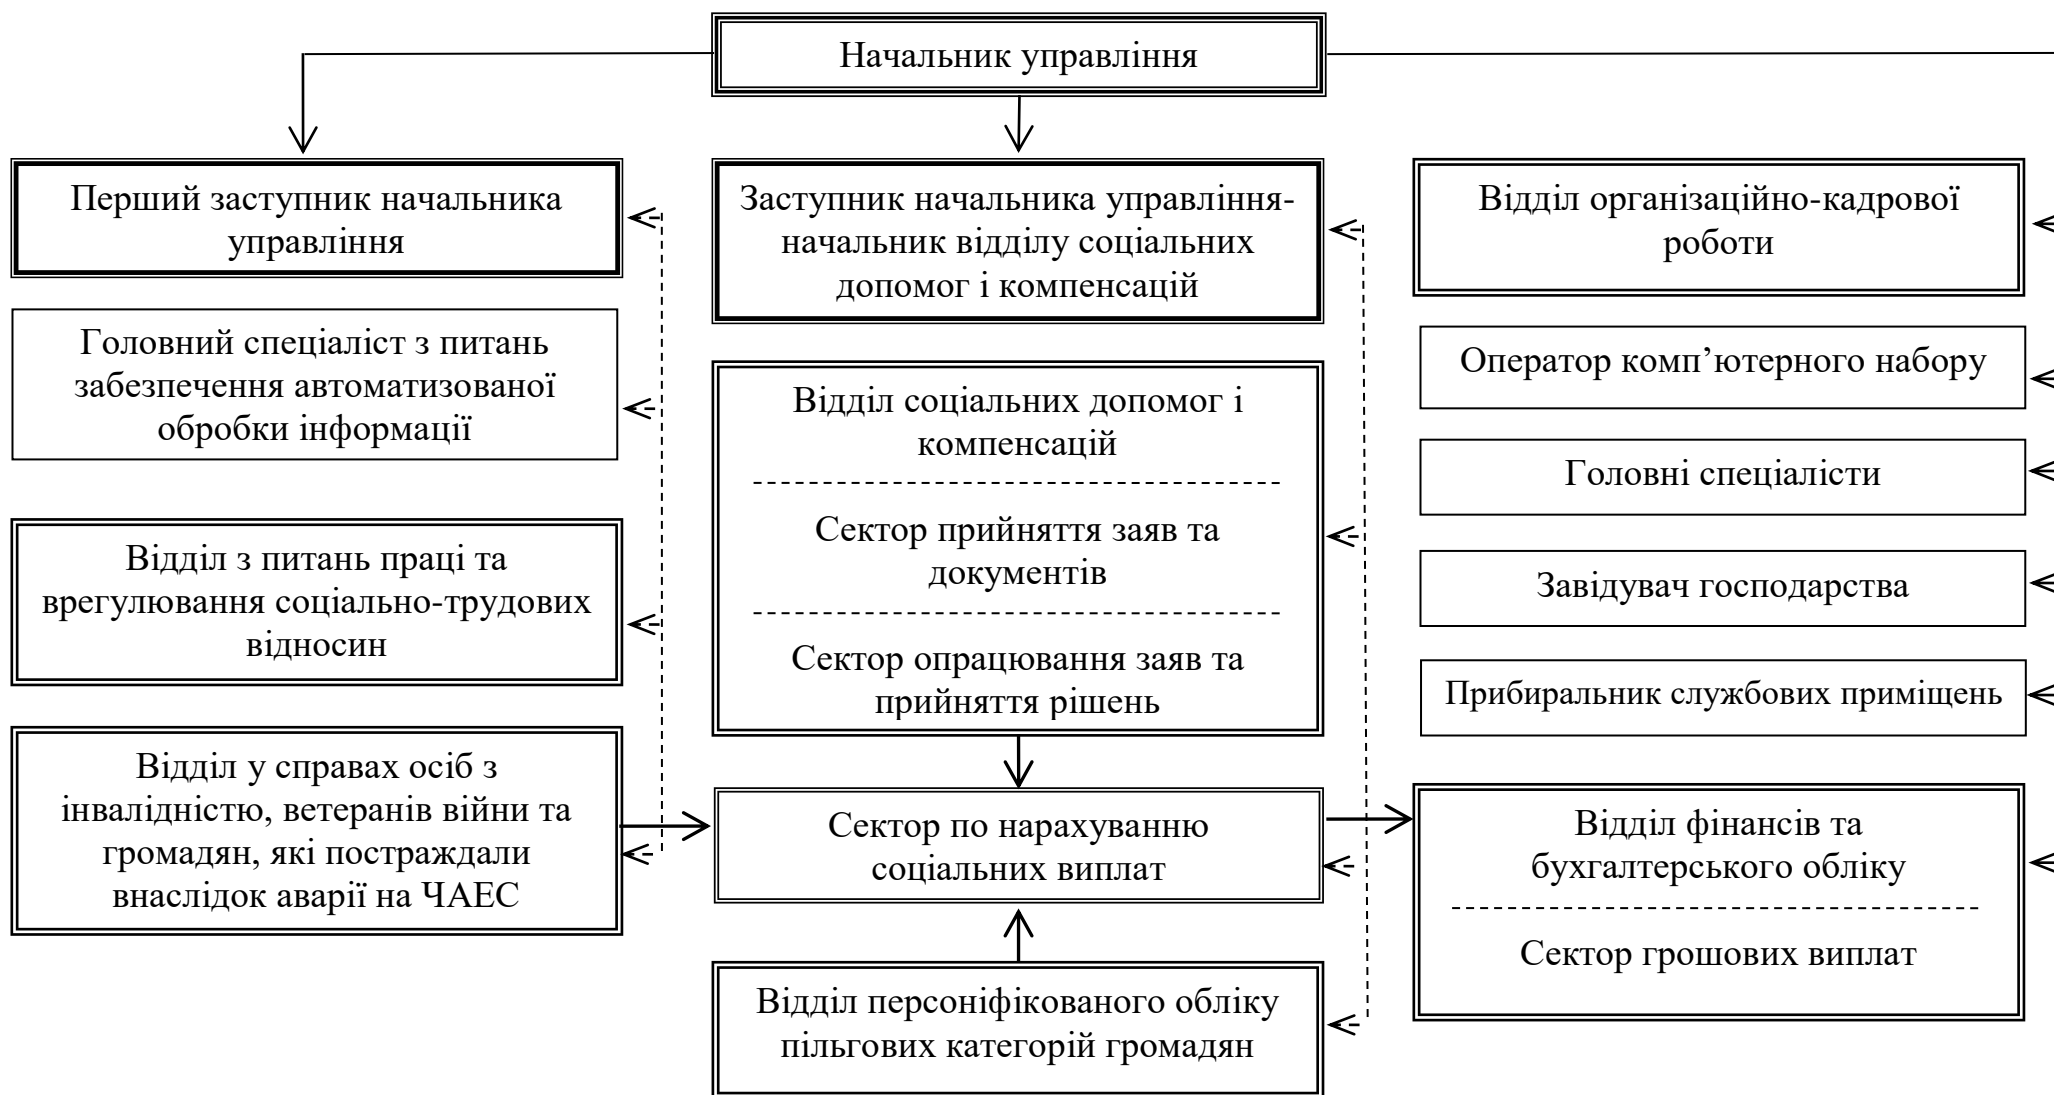 Начальник управління
Перший заступник начальника
управління
Головний спеціаліст з питань
забезпечення автоматизованої
обробки інформації
Відділ з питань праці та
врегулювання соціально-трудових
відносин
Відділ у справах осіб з
інвалідністю, ветеранів війни та
громадян, які постраждали
внаслідок аварії на ЧАЕС
Заступник начальника управління-
начальник відділу соціальних
допомог і компенсацій
Відділ соціальних допомог і
компенсацій
Сектор прийняття заяв та
документів
Сектор опрацювання заяв та
прийняття рішень
Сектор по нарахуванню
соціальних виплат
Відділ персоніфікованого обліку
пільгових категорій громадян
Відділ організаційно-кадрової
роботи
Оператор комп’ютерного набору
Головні спеціалісти
Завідувач господарства
Прибиральник службових приміщень
Відділ фінансів та
бухгалтерського обліку
Сектор грошових виплат